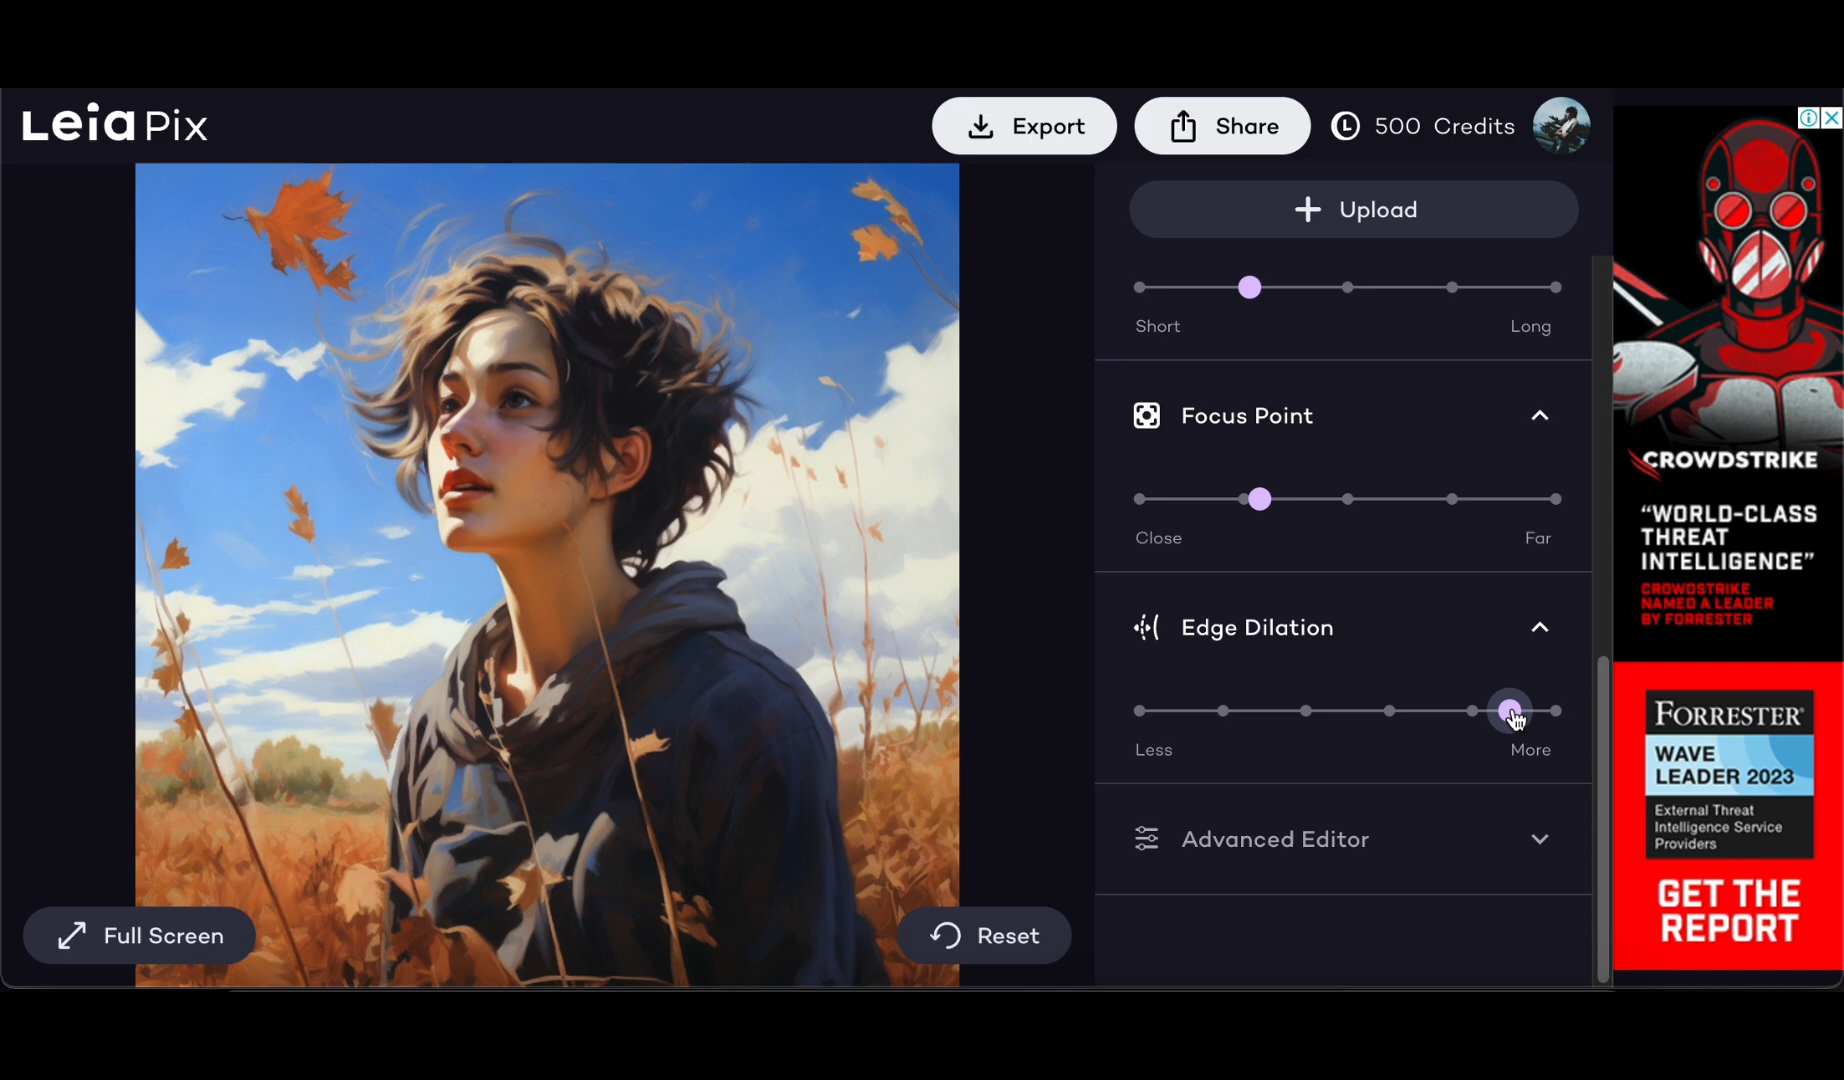 Leia Pix
Export
Share
L 500 Credits
+ Upload
Short Long
Focus Point
Close Far
Edge Dilation
Less More
Advanced Editor
Full Screen
Reset
CROWDSTRIKE
“WORLD-CLASS
THREAT
INTELLIGENCE”
CROWDSTRIKE
NAMED A LEADER
BY FORRESTER
FORRESTER
WAVE
LEADER 2023
External Threat
Intelligence Service
Providers
GET THE
REPORT